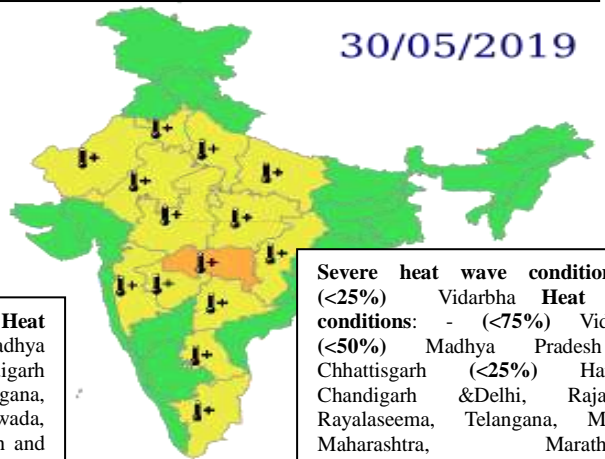 30/05/2019
Heat
adhya
igarh
gana,
wada,
n and
Severe heat wave condition
(<25%) Vidarbha Heat
conditions: - (<75%) Vid
(<50%) Madhya Pradesh
Chhattisgarh (<25%) Ha
Chandigarh &Delhi, Raja
Rayalaseema, Telangana, M
Maharashtra, Marath